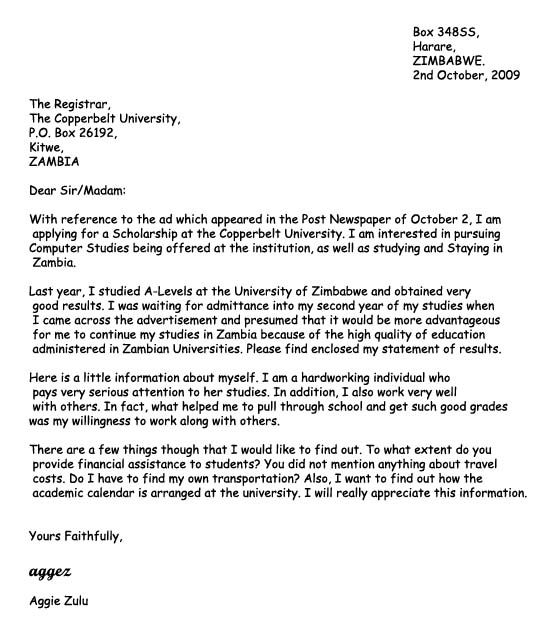 Box 348SS,
Harare,
ZIMBABWE.
2nd October, 2009
The Registrar,
The Copperbelt University,
P.O. Box 26192,
Kitwe,
ZAMBIA
Dear Sir/Madam:
With reference to the ad which appeared in the Post Newspaper of October 2, I am
applying for a Scholarship at the Copperbelt University. I am interested in pursuing
Computer Studies being offered at the institution, as well as studying and Staying in
Zambia.
Last year, I studied A-Levels at the University of Zimbabwe and obtained very
good results. I was waiting for admittance into my second year of my studies when
I came across the advertisement and presumed that it would be more advantageous
for me to continue my studies in Zambia because of the high quality of education
administered in Zambian Universities. Please find enclosed my statement of results.
Here is a little information about myself. I am a hardworking individual who
pays very serious attention to her studies. In addition, I also work very well
with others. In fact, what helped me to pull through school and get such good grades
was my willingness to work along with others.
There are a few things though that I would like to find out. To what extent do you
provide financial assistance to students? You did not mention anything about travel
costs. Do I have to find my own transportation? Also, I want to find out how the
academic calendar is arranged at the university. I will really appreciate this information.
Yours Faithfully,
aggez
Aggie Zulu